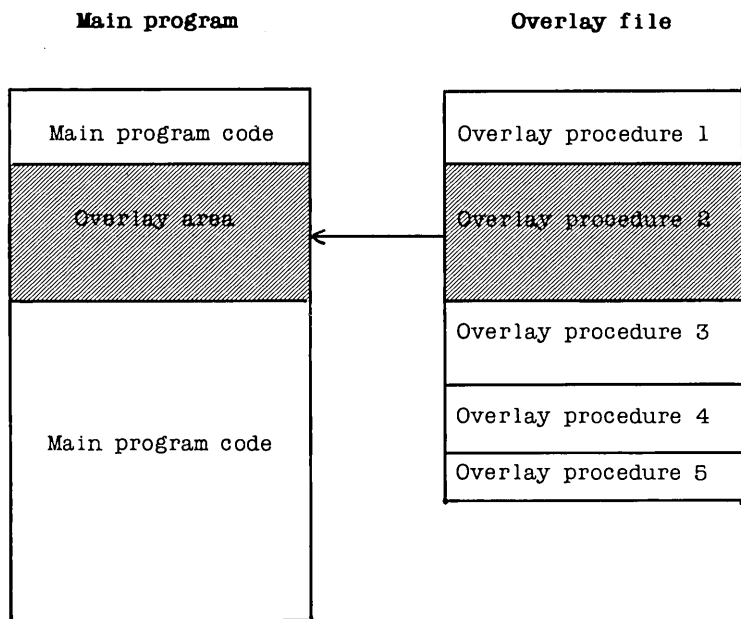 Main program
Overlay file
Main program code
Overlay procedure 1
Overlay area
Overlay procedure 2
Overlay procedure 3
Overlay procedure 4
Main program code
Overlay procedure 5